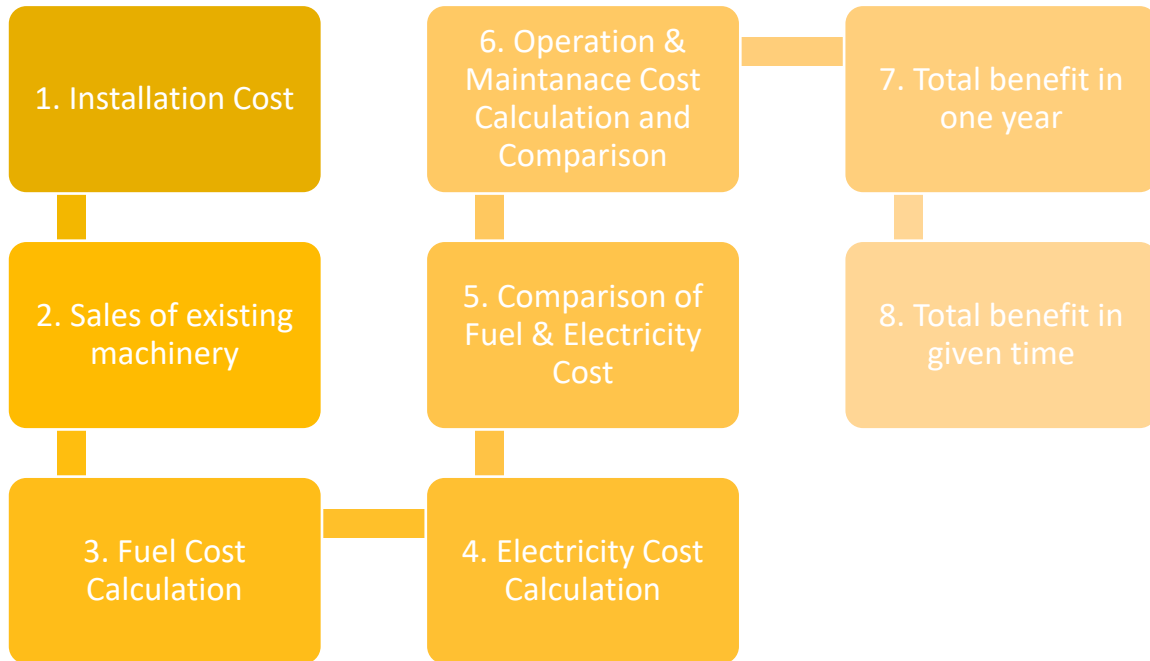 1. Installation Cost
2. Sales of existing
machinery
3. Fuel Cost
Calculation
4. Electricity Cost
Calculation
5. Comparison of
Fuel & Electricity
Cost
6. Operation &
Maintanace Cost
Calculation and
Comparison
7. Total benefit in
one year
8. Total benefit in
given time